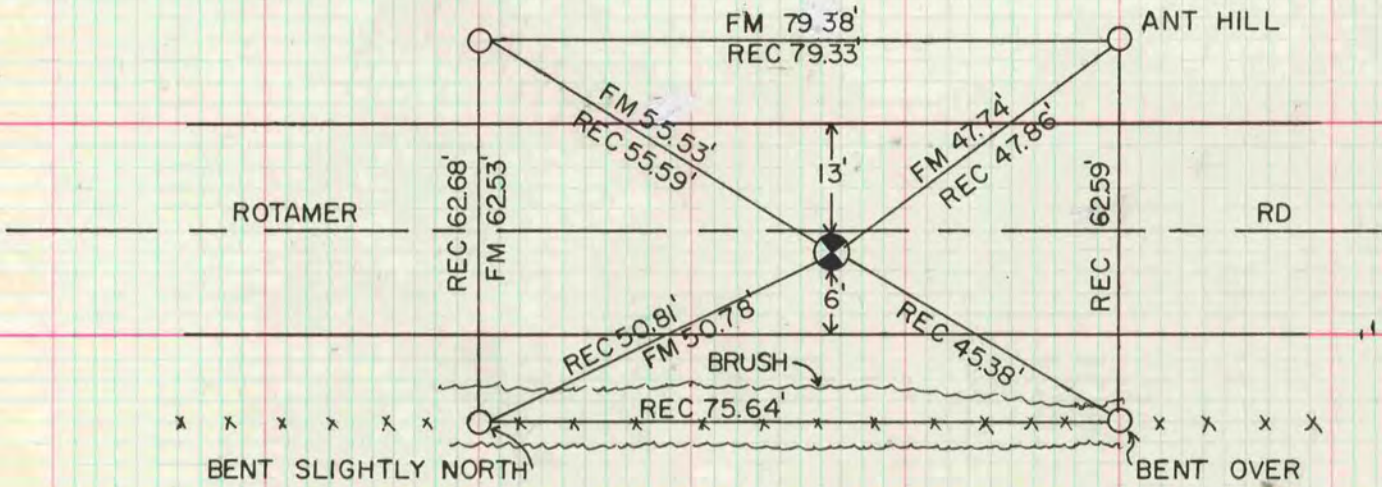 FM 79.38'
REC 79.33'
ANT HILL
FM 55.53'
REC 55.59'
FM 47.74'
REC 47.86'
13'
REC 62.68'
FM 62.53'
REC 62.59'
ROTAMER
RD
6'
REC 50.81'
FM 50.78'
REC 45.38'
BRUSH
REC 75.64'
BENT SLIGHTLY NORTH
BENT OVER